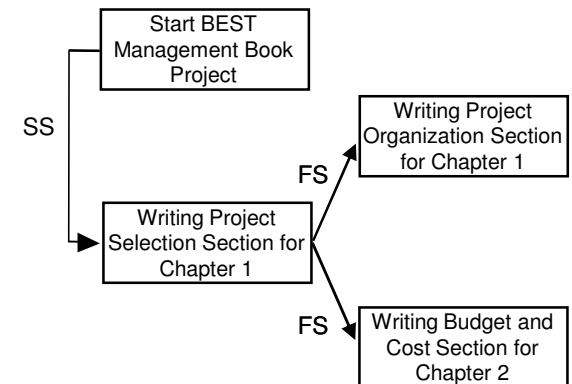 Start BEST
Management Book
Project
SS
Writing Project
Organization Section
for Chapter 1
FS
Writing Project
Selection Section for
Chapter 1
FS
Writing Budget and
Cost Section for
Chapter 2